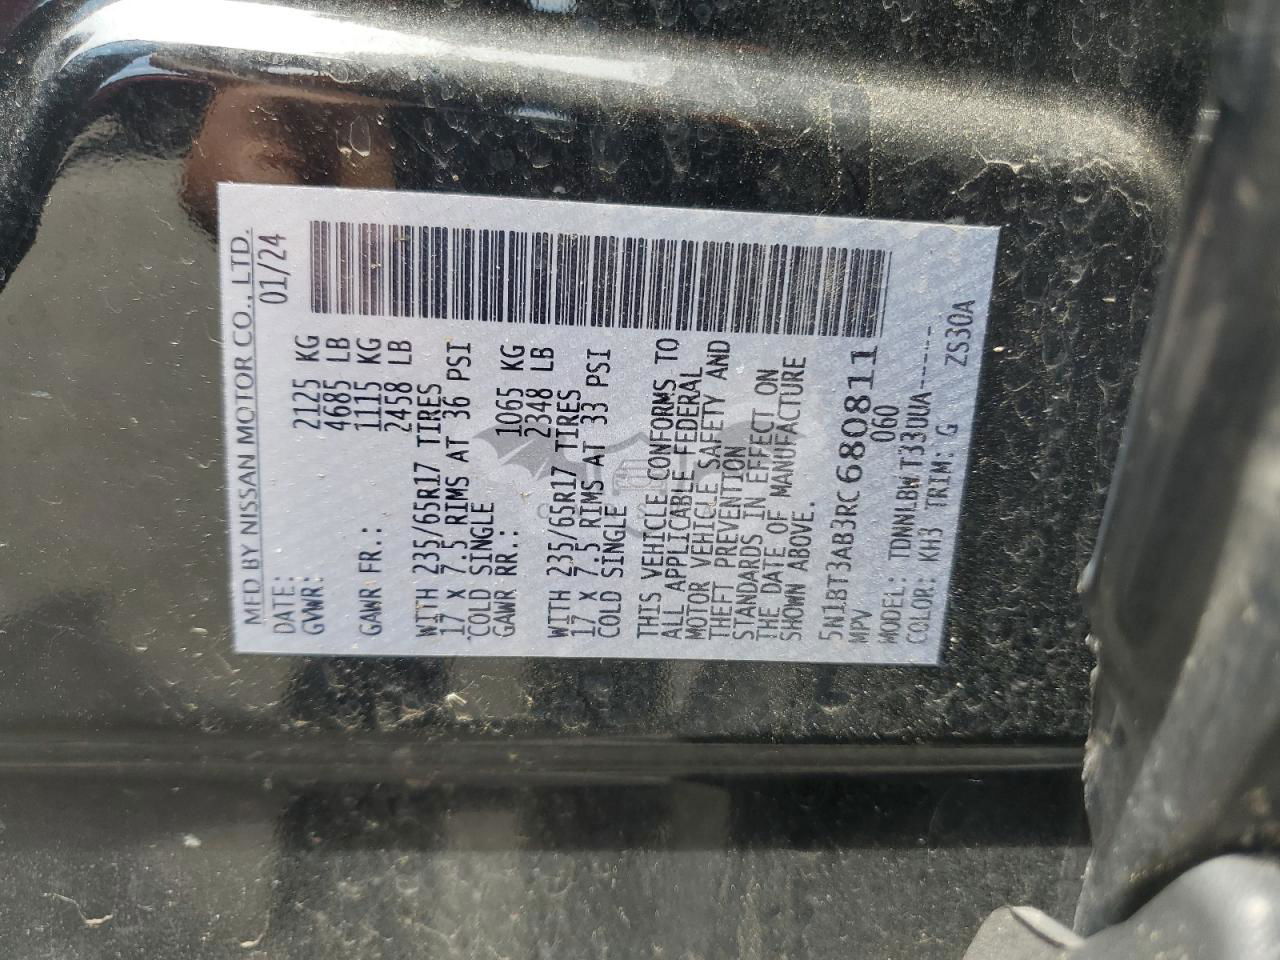 MFD BY NISSAN MOTOR CO., LTD.
DATE: 01/24
GVWR: 2125 KG
4685 LB
GAWR FR.: 1115 KG
2458 LB
WITH 235/65R17 TIRES
17 X 7.5 RIMS AT 36 PSI
COLD SINGLE
GAWR RR.: 1065 KG
2348 LB
WITH 235/65R17 TIRES
17 X 7.5 RIMS AT 33 PSI
COLD SINGLE
THIS VEHICLE CONFORMS TO
ALL APPLICABLE FEDERAL
MOTOR VEHICLE SAFETY AND
THEFT PREVENTION
STANDARDS IN EFFECT ON
THE DATE OF MANUFACTURE
SHOWN ABOVE.
5N1BT3AB3RC680811
MPV 060
MODEL: TDNNLBWT33UUA-----
COLOR: KH3 TRIM: G ZS30A